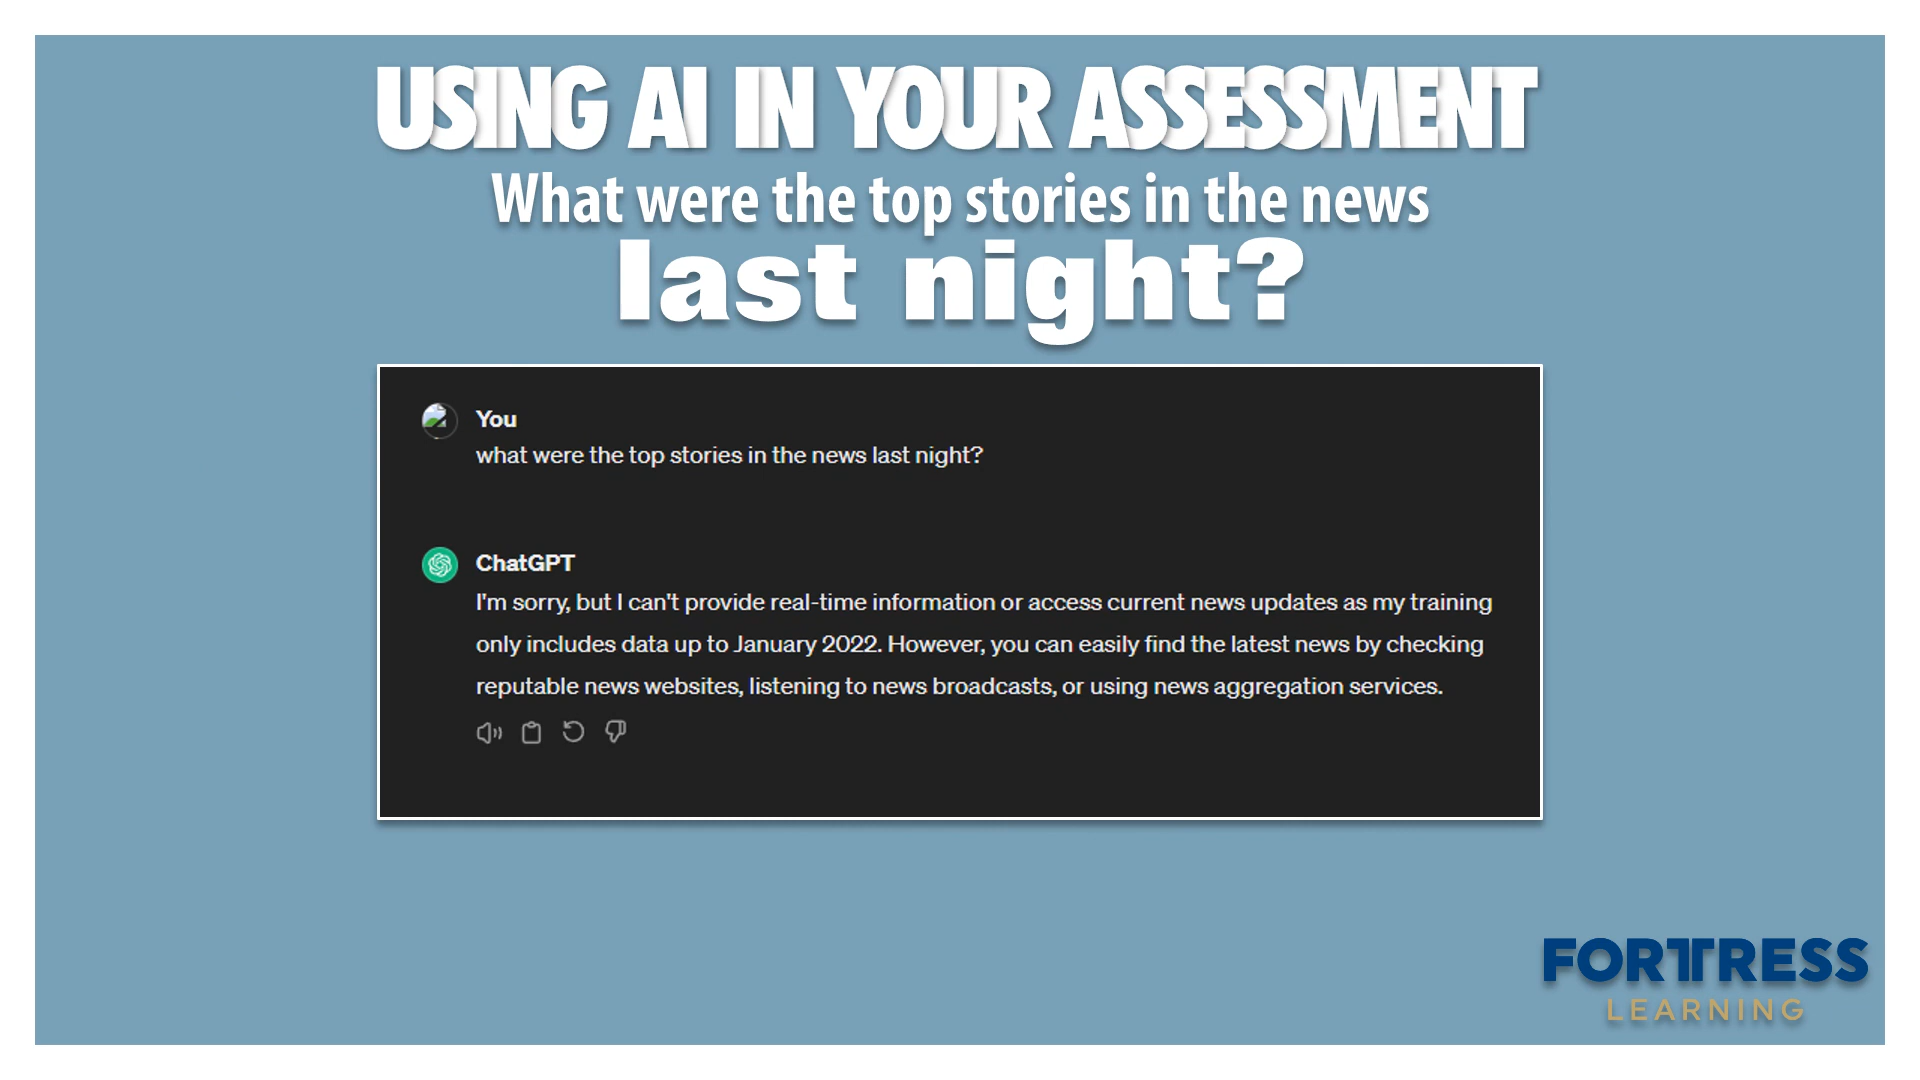 USING AI IN YOUR ASSESSMENT
What were the top stories in the news
last night?
You
what were the top stories in the news last night?
ChatGPT
I'm sorry, but I can't provide real-time information or access current news updates as my training
only includes data up to January 2022. However, you can easily find the latest news by checking
reputable news websites, listening to news broadcasts, or using news aggregation services.
FORTRESS
LEARNING